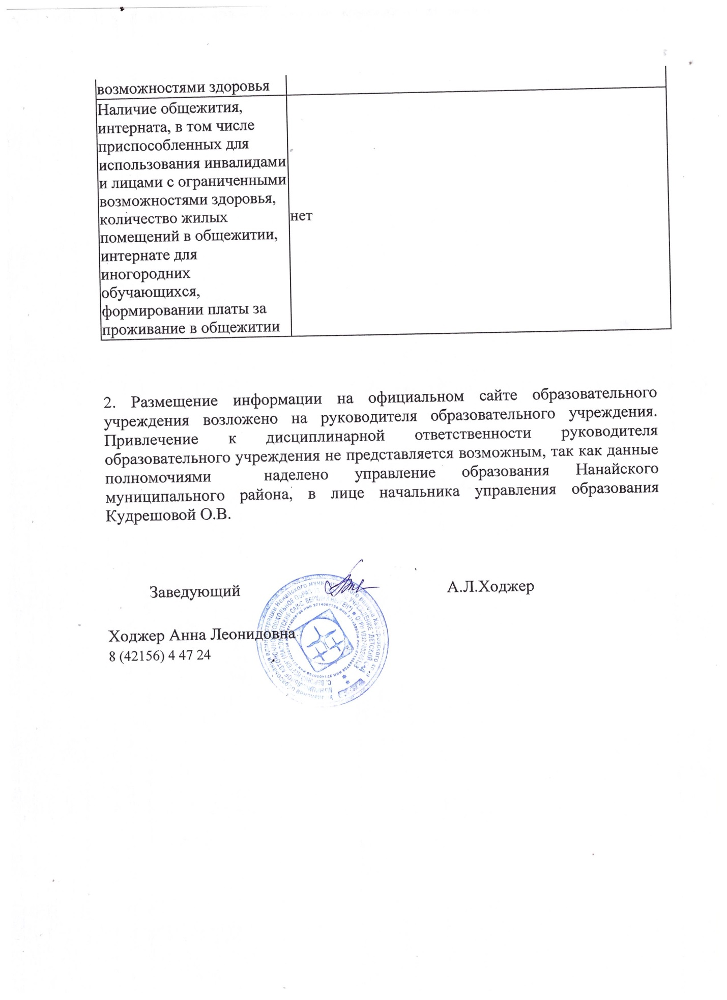 возможностями здоровья
Наличие общежития,
интерната, в том числе
приспособленных для
использования инвалидами
и лицами с ограниченными
возможностями здоровья,
количество жилых
помещений в общежитии,
интернате для
иногородних
обучающихся,
формировании платы за
проживание в общежитии
нет
2. Размещение информации на официальном сайте образовательного
учреждения возложено на руководителя образовательного учреждения.
Привлечение к дисциплинарной ответственности руководителя
образовательного учреждения не представляется возможным, так как данные
полномочиями наделено управление образования Нанайского
муниципального района, в лице начальника управления образования
Кудрешовой О.В.
Заведующий
А.Л.Ходжер
Ходжер Анна Леонидовна
8 (42156) 4 47 24